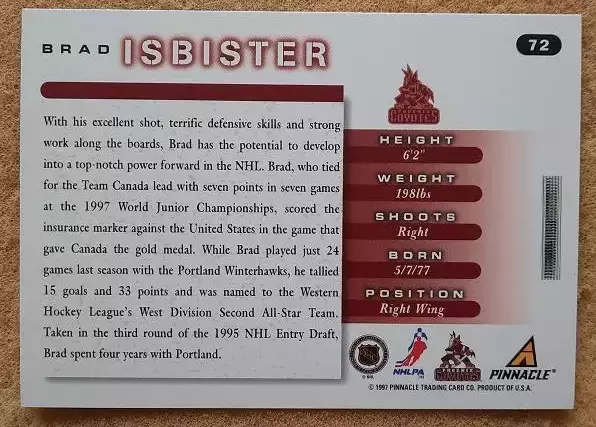 BRAD ISBISTER
72
With his excellent shot, terrific defensive skills and strong
work along the boards, Brad has the potential to develop
into a top-notch power forward in the NHL. Brad, who tied
for the Team Canada lead with seven points in seven games
at the 1997 World Junior Championships, scored the
insurance marker against the United States in the game that
gave Canada the gold medal. While Brad played just 24
games last season with the Portland Winterhawks, he tallied
15 goals and 33 points and was named to the Western
Hockey League's West Division Second All-Star Team.
Taken in the third round of the 1995 NHL Entry Draft,
Brad spent four years with Portland.
PHOENIX
COYOTES
HEIGHT
6'2"
WEIGHT
198lbs
SHOOTS
Right
BORN
5/7/77
POSITION
Right Wing
NHLPA
PHOENIX
COYOTES
PINNACLE
© 1997 PINNACLE TRADING CARD CO. PRODUCT OF U.S.A.